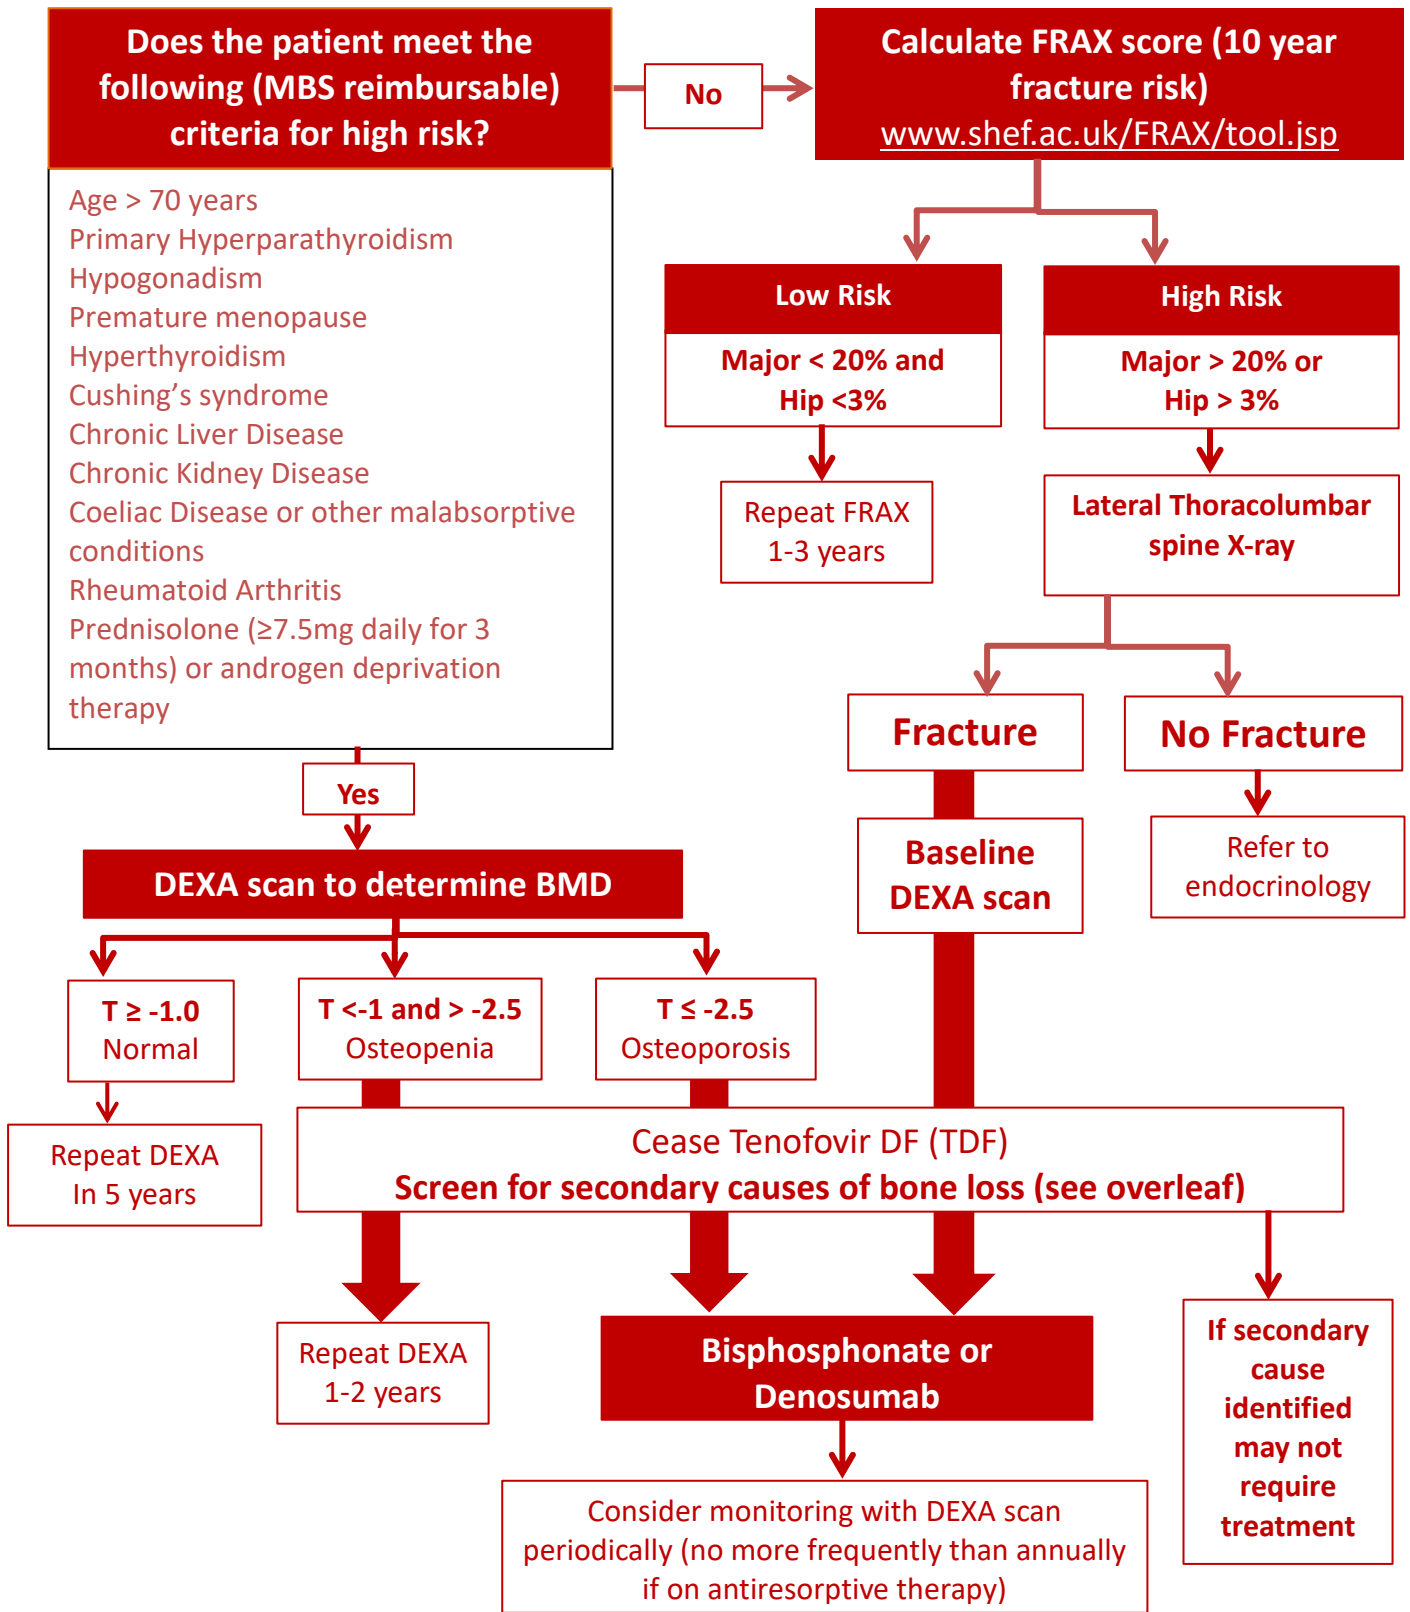 Does the patient meet the
following (MBS reimbursable)
criteria for high risk?
No
Calculate FRAX score (10 year
fracture risk)
www.shef.ac.uk/FRAX/tool.jsp
Age > 70 years
Primary Hyperparathyroidism
Hypogonadism
Premature menopause
Hyperthyroidism
Cushing’s syndrome
Chronic Liver Disease
Chronic Kidney Disease
Coeliac Disease or other malabsorptive
conditions
Rheumatoid Arthritis
Prednisolone (≥7.5mg daily for 3
months) or androgen deprivation
therapy
Low Risk
Major < 20% and
Hip <3%
Repeat FRAX
1-3 years
High Risk
Major > 20% or
Hip > 3%
Lateral Thoracolumbar
spine X-ray
Fracture
No Fracture
Baseline
DEXA scan
Refer to
endocrinology
Yes
DEXA scan to determine BMD
T ≥ -1.0
Normal
T <-1 and > -2.5
Osteopenia
T ≤ -2.5
Osteoporosis
Repeat DEXA
In 5 years
Cease Tenofovir DF (TDF)
Screen for secondary causes of bone loss (see overleaf)
Repeat DEXA
1-2 years
Bisphosphonate or
Denosumab
If secondary
cause
identified
may not
require
treatment
Consider monitoring with DEXA scan
periodically (no more frequently than annually
if on antiresorptive therapy)